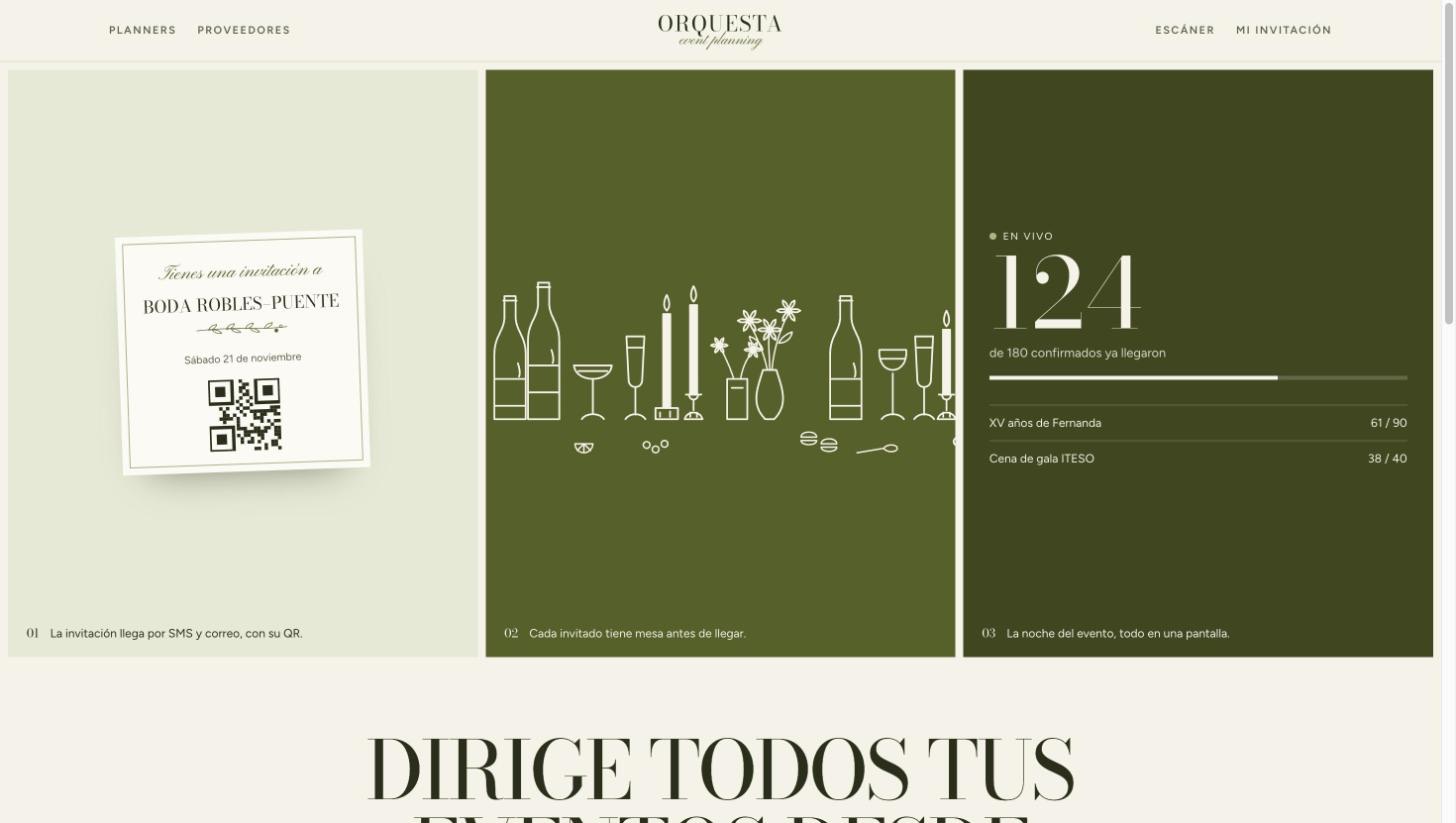 PLANNERS PROVEEDORES
ORQUESTA
event planning
ESCÁNER MI INVITACIÓN
Tienes una invitación a
BODA ROBLES–PUENTE
Sábado 21 de noviembre
01 La invitación llega por SMS y correo, con su QR.
02 Cada invitado tiene mesa antes de llegar.
EN VIVO
124
de 180 confirmados ya llegaron
XV años de Fernanda 61 / 90
Cena de gala ITESO 38 / 40
03 La noche del evento, todo en una pantalla.
DIRIGE TODOS TUS
EVENTOS DESDE